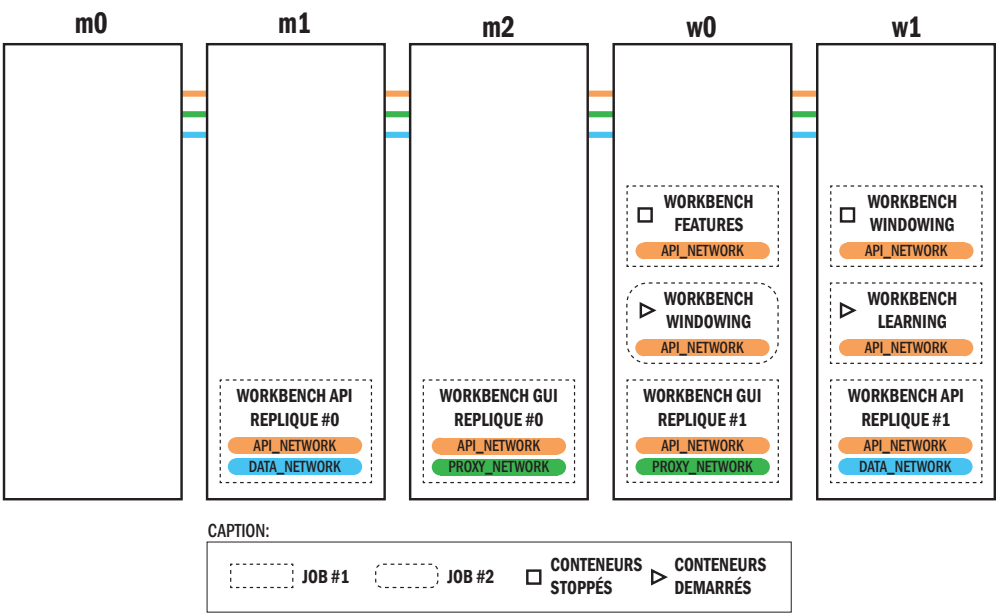 m0
m1
m2
w0
w1
WORKBENCH
FEATURES
API_NETWORK
WORKBENCH
WINDOWING
API_NETWORK
WORKBENCH
WINDOWING
API_NETWORK
WORKBENCH
LEARNING
API_NETWORK
WORKBENCH API
REPLIQUE #0
API_NETWORK
DATA_NETWORK
WORKBENCH GUI
REPLIQUE #0
API_NETWORK
PROXY_NETWORK
WORKBENCH GUI
REPLIQUE #1
API_NETWORK
PROXY_NETWORK
WORKBENCH API
REPLIQUE #1
API_NETWORK
DATA_NETWORK
CAPTION:
JOB #1
JOB #2
CONTENEURS
STOPPÉS
CONTENEURS
DEMARRÉS